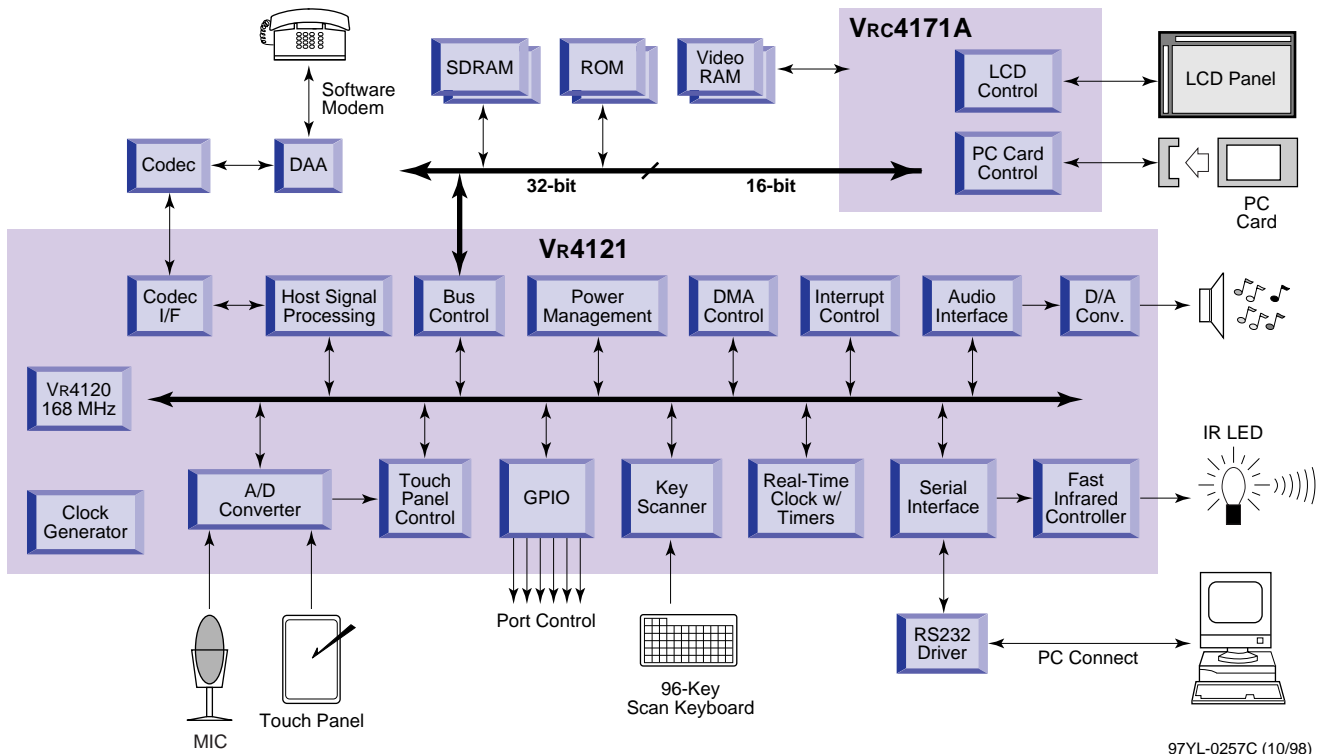 VRC4171A
SDRAM
ROM
Video
RAM
LCD
Control
LCD Panel
Software
Modem
Codec
DAA
PC Card
Control
32-bit
16-bit
PC
Card
VR4121
Codec
I/F
Host Signal
Processing
Bus
Control
Power
Management
DMA
Control
Interrupt
Control
Audio
Interface
D/A
Conv.
VR4120
168 MHz
IR LED
Clock
Generator
A/D
Converter
Touch
Panel
Control
GPIO
Key
Scanner
Real-Time
Clock w/
Timers
Serial
Interface
Fast
Infrared
Controller
Port Control
RS232
Driver
PC Connect
96-Key
Scan Keyboard
Touch Panel
MIC
97YL-0257C (10/98)